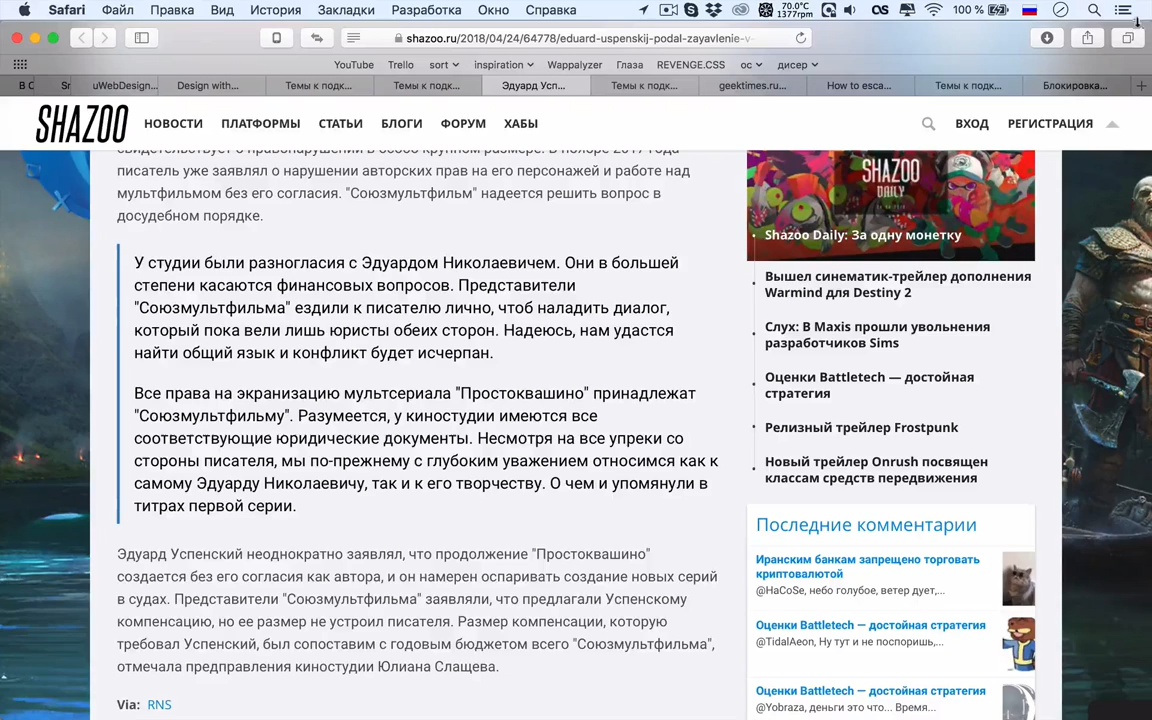 Safari Файл Правка Вид История Закладки Разработка Окно Справка 70.0°C 1377rpm 100 %
shazoo.ru/2018/04/24/64778/eduard-uspenskij-podal-zayavlenie-v-
YouTube Trello sort inspiration Wappalyzer Глаза REVENGE.CSS ос дисер
В С Sr uWebDesign... Design with... Темы к подк... Темы к подк... Эдуард Усп... Темы к подк... geektimes.ru... How to esca... Темы к подк... Блокировка...
SHAZOO НОВОСТИ ПЛАТФОРМЫ СТАТЬИ БЛОГИ ФОРУМ ХАБЫ ВХОД РЕГИСТРАЦИЯ
свидетельствует о правонарушении в особо крупном размере. В ноябре 2017 года
писатель уже заявлял о нарушении авторских прав на его персонажей и работе над
мультфильмом без его согласия. "Союзмультфильм" надеется решить вопрос в
досудебном порядке.
У студии были разногласия с Эдуардом Николаевичем. Они в большей
степени касаются финансовых вопросов. Представители
"Союзмультфильма" ездили к писателю лично, чтоб наладить диалог,
который пока вели лишь юристы обеих сторон. Надеюсь, нам удастся
найти общий язык и конфликт будет исчерпан.
Все права на экранизацию мультсериала "Простоквашино" принадлежат
"Союзмультфильму". Разумеется, у киностудии имеются все
соответствующие юридические документы. Несмотря на все упреки со
стороны писателя, мы по-прежнему с глубоким уважением относимся как к
самому Эдуарду Николаевичу, так и к его творчеству. О чем и упомянули в
титрах первой серии.
Эдуард Успенский неоднократно заявлял, что продолжение "Простоквашино"
создается без его согласия как автора, и он намерен оспаривать создание новых серий
в судах. Представители "Союзмультфильма" заявляли, что предлагали Успенскому
компенсацию, но ее размер не устроил писателя. Размер компенсации, которую
требовал Успенский, был сопоставим с годовым бюджетом всего "Союзмультфильма",
отмечала предправления киностудии Юлиана Слащева.
Via: RNS
SHAZOO
DAILY
Shazoo Daily: За одну монетку
Вышел синематик-трейлер дополнения
Warmind для Destiny 2
Слух: В Maxis прошли увольнения
разработчиков Sims
Оценки Battletech — достойная
стратегия
Релизный трейлер Frostpunk
Новый трейлер Onrush посвящен
классам средств передвижения
Последние комментарии
Иранским банкам запрещено торговать
криптовалютой
@HaCoSe, небо голубое, ветер дует,...
Оценки Battletech — достойная стратегия
@TidalAeon, Ну тут и не поспоришь,...
Оценки Battletech — достойная стратегия
@Yobraza, деньги это что... Время...